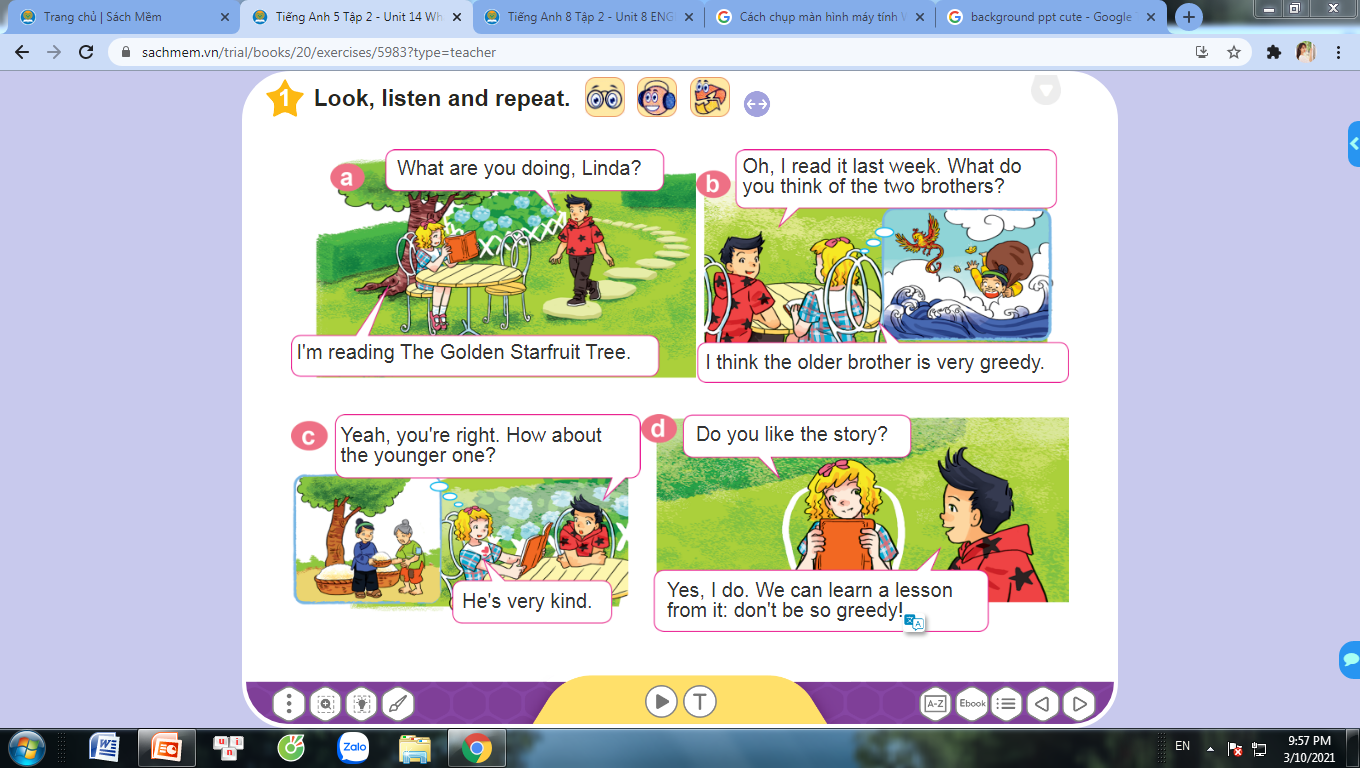 Trang chủ | Sách Mềm
Tiếng Anh 5 Tập 2 - Unit 14 Wh
Tiếng Anh 8 Tập 2 - Unit 8 ENG
Cách chụp màn hình máy tính W
background ppt cute - Google
sachmem.vn/trial/books/20/exercises/5983?type=teacher
1
Look, listen and repeat.
a
What are you doing, Linda?
I'm reading The Golden Starfruit Tree.
b
Oh, I read it last week. What do
you think of the two brothers?
I think the older brother is very greedy.
c
Yeah, you're right. How about
the younger one?
He's very kind.
d
Do you like the story?
Yes, I do. We can learn a lesson
from it: don't be so greedy!
T
A-Z
Ebook
u i n
Zalo
EN
9:57 PM
3/10/2021